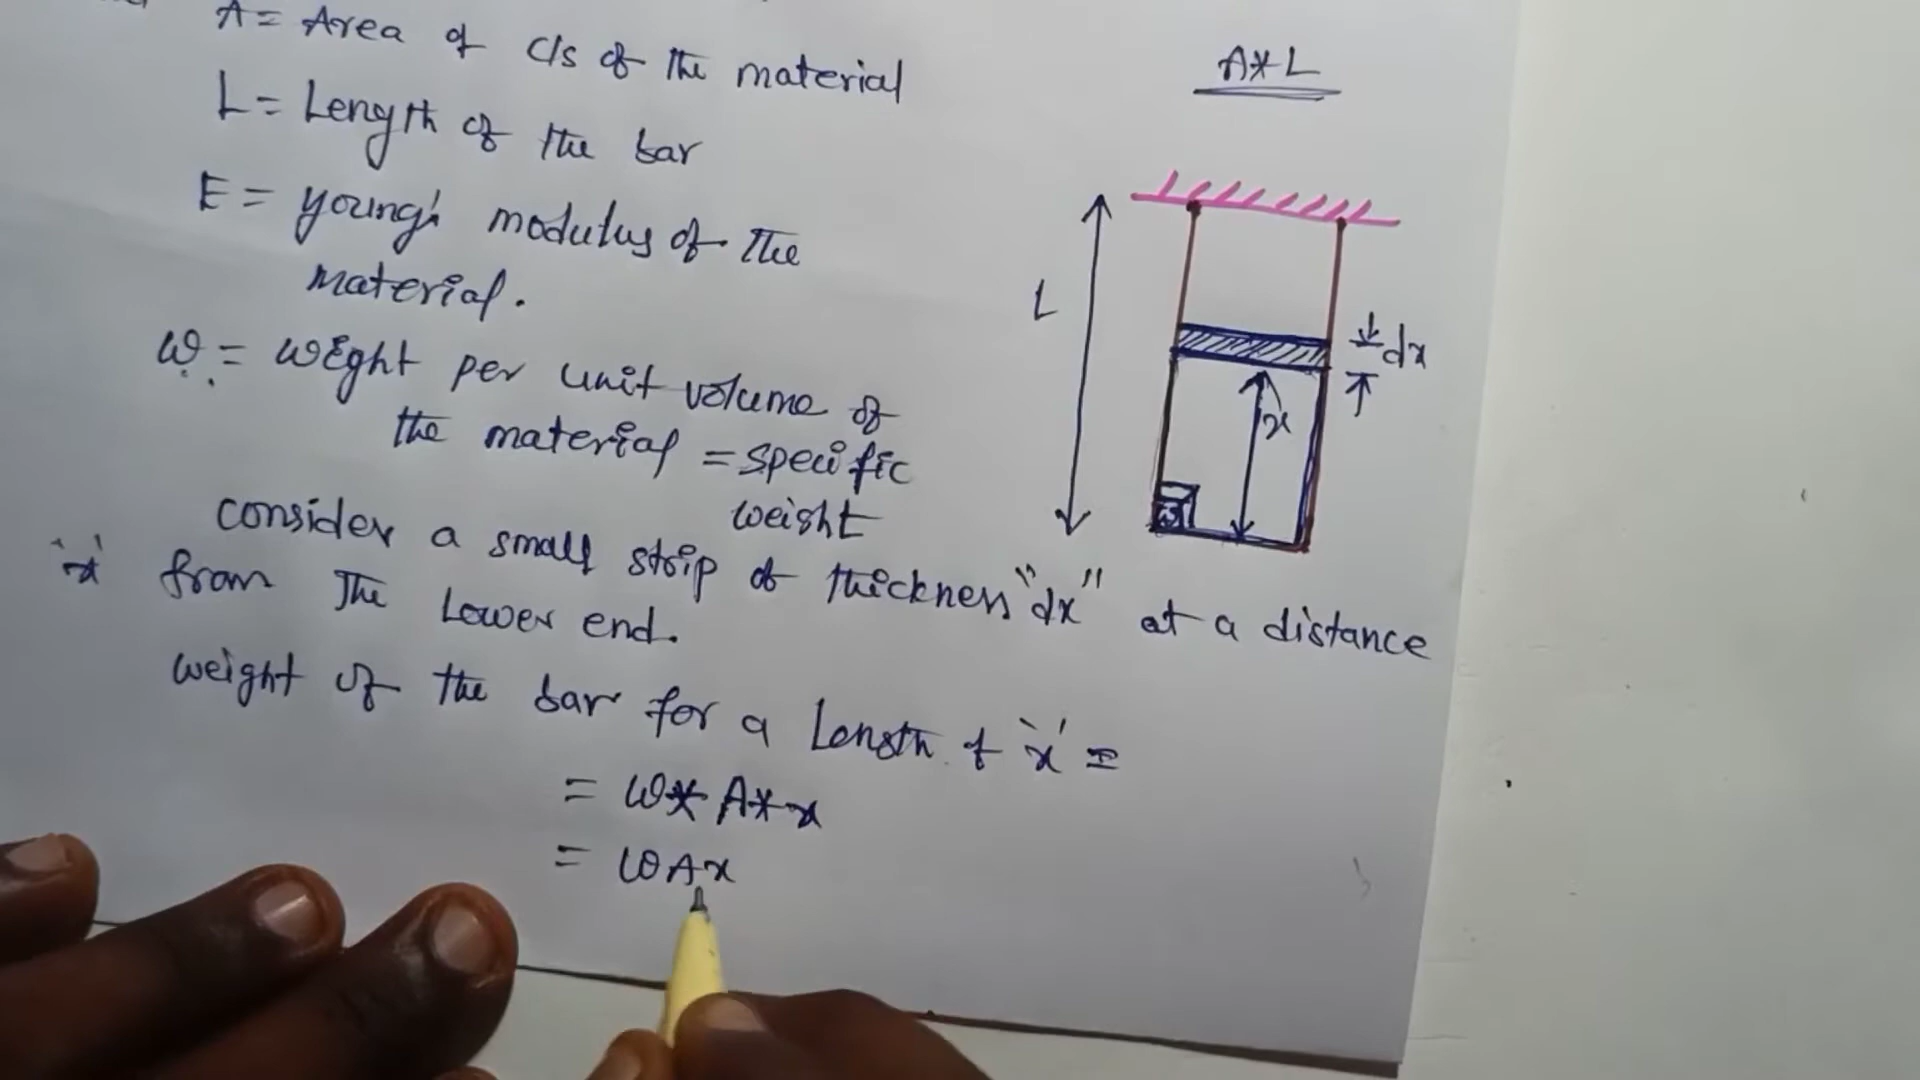 A = Area of c/s of the material
L = Length of the bar
E = young's modulus of the
material.
w = weight per unit volume of
the material = specific
weight
consider a small strip of thickness "dx" at a distance
'x' from The Lower end.
weight of the bar for a Length of 'x' =
= w* A* x
= wAx
A*L
L
dx
x
w